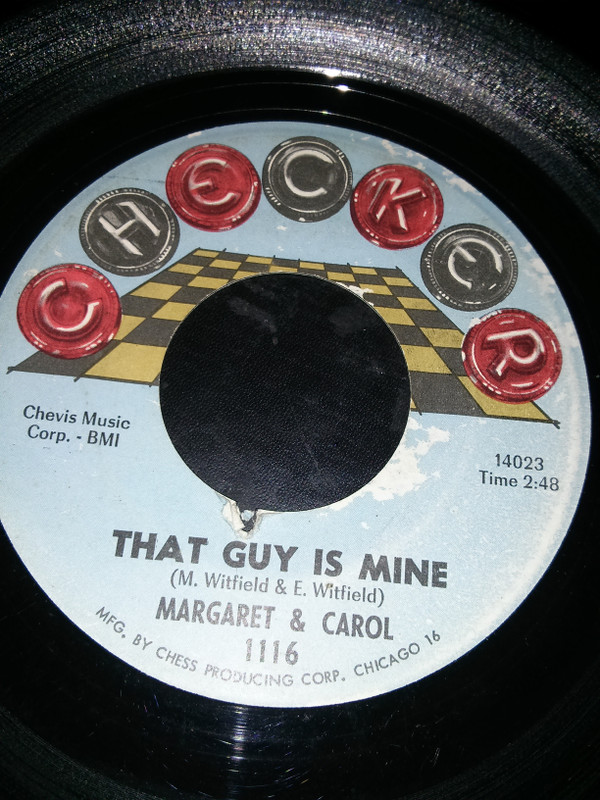 CHECKER
Chevis Music
Corp. - BMI
14023
Time 2:48
THAT GUY IS MINE
(M. Witfield & E. Witfield)
MARGARET & CAROL
1116
MFG. BY CHESS PRODUCING CORP. CHICAGO 16